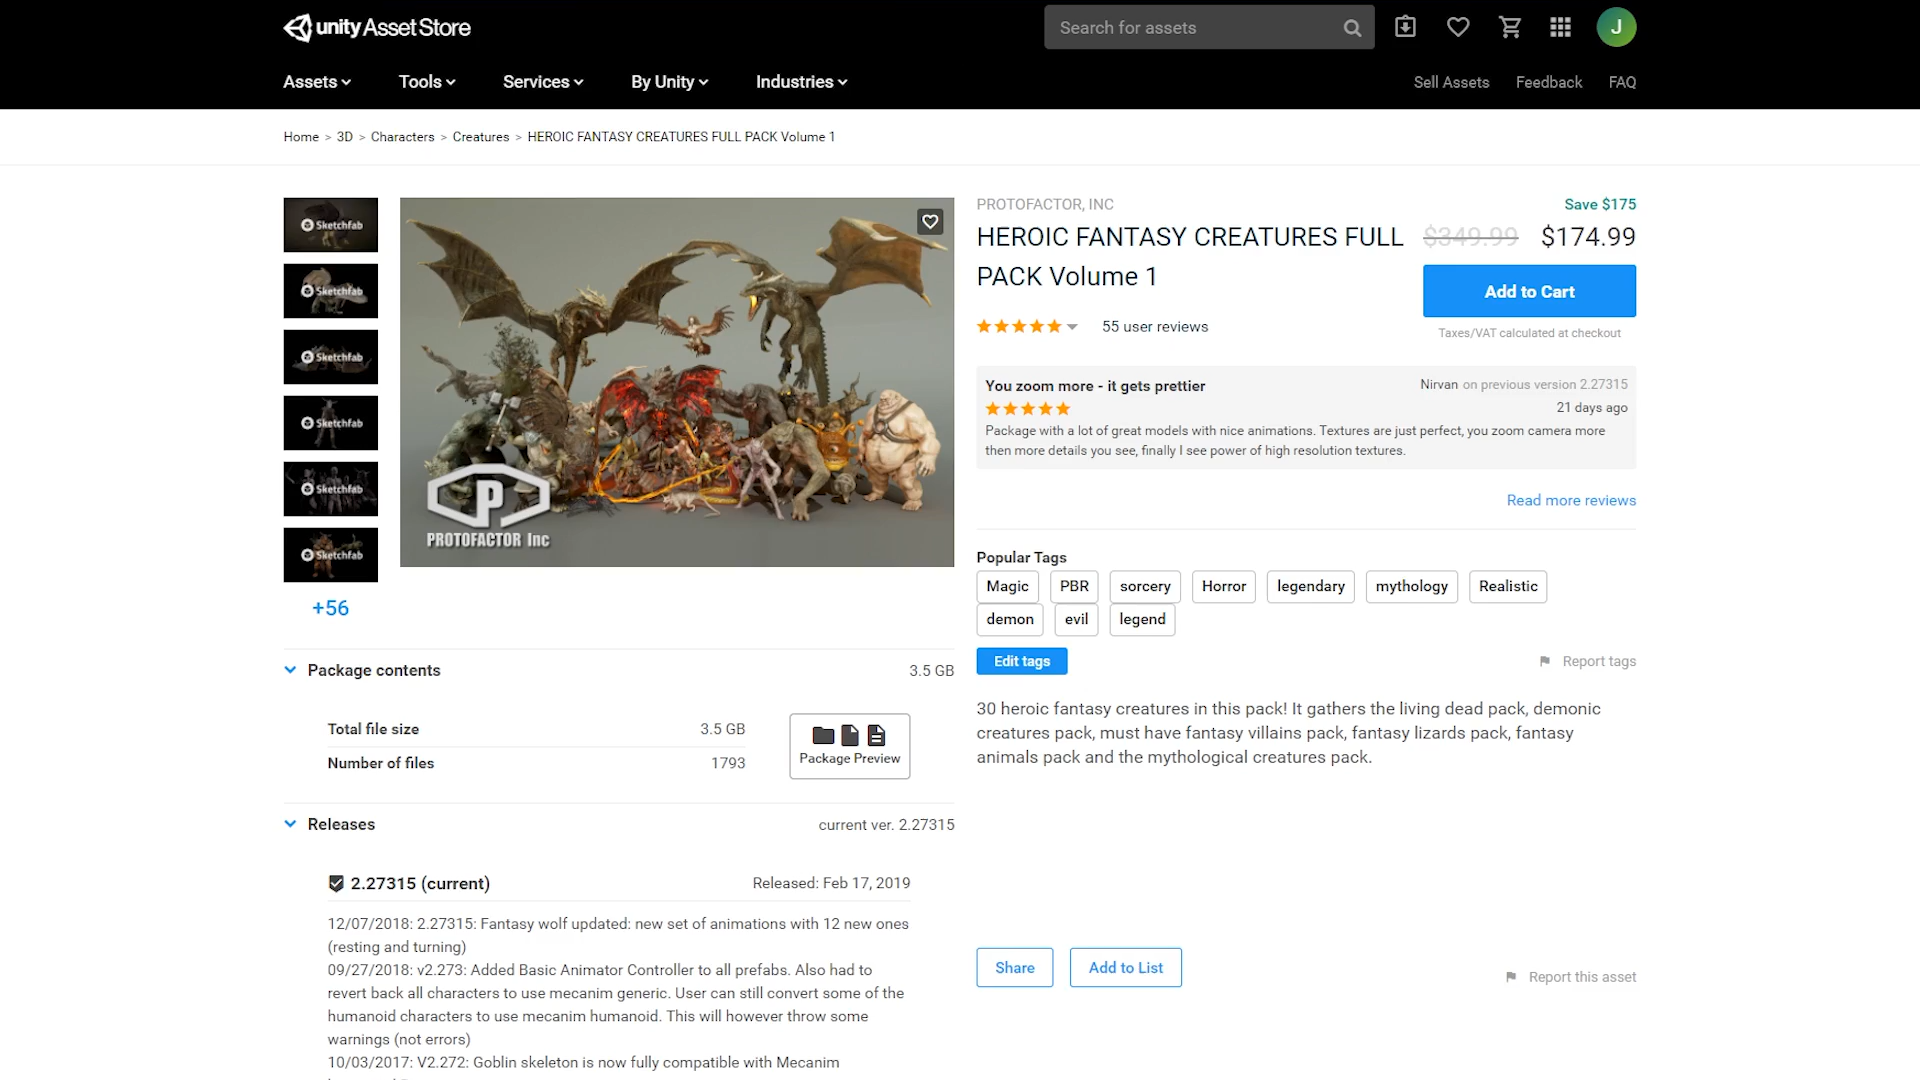 unity Asset Store
Search for assets
J
Assets
Tools
Services
By Unity
Industries
Sell Assets
Feedback
FAQ
Home > 3D > Characters > Creatures > HEROIC FANTASY CREATURES FULL PACK Volume 1
Sketchfab
Sketchfab
Sketchfab
Sketchfab
Sketchfab
Sketchfab
+56
P
PROTOFACTOR Inc
PROTOFACTOR, INC
Save $175
HEROIC FANTASY CREATURES FULL
PACK Volume 1
$349.99 $174.99
Add to Cart
Taxes/VAT calculated at checkout
55 user reviews
You zoom more - it gets prettier
Nirvan on previous version 2.27315
21 days ago
Package with a lot of great models with nice animations. Textures are just perfect, you zoom camera more
then more details you see, finally I see power of high resolution textures.
Read more reviews
Popular Tags
Magic PBR sorcery Horror legendary mythology Realistic
demon evil legend
Edit tags
Report tags
30 heroic fantasy creatures in this pack! It gathers the living dead pack, demonic
creatures pack, must have fantasy villains pack, fantasy lizards pack, fantasy
animals pack and the mythological creatures pack.
Share
Add to List
Report this asset
Package contents 3.5 GB
Total file size 3.5 GB
Number of files 1793
Package Preview
Releases current ver. 2.27315
2.27315 (current) Released: Feb 17, 2019
12/07/2018: 2.27315: Fantasy wolf updated: new set of animations with 12 new ones
(resting and turning)
09/27/2018: v2.273: Added Basic Animator Controller to all prefabs. Also had to
revert back all characters to use mecanim generic. User can still convert some of the
humanoid characters to use mecanim humanoid. This will however throw some
warnings (not errors)
10/03/2017: V2.272: Goblin skeleton is now fully compatible with Mecanim